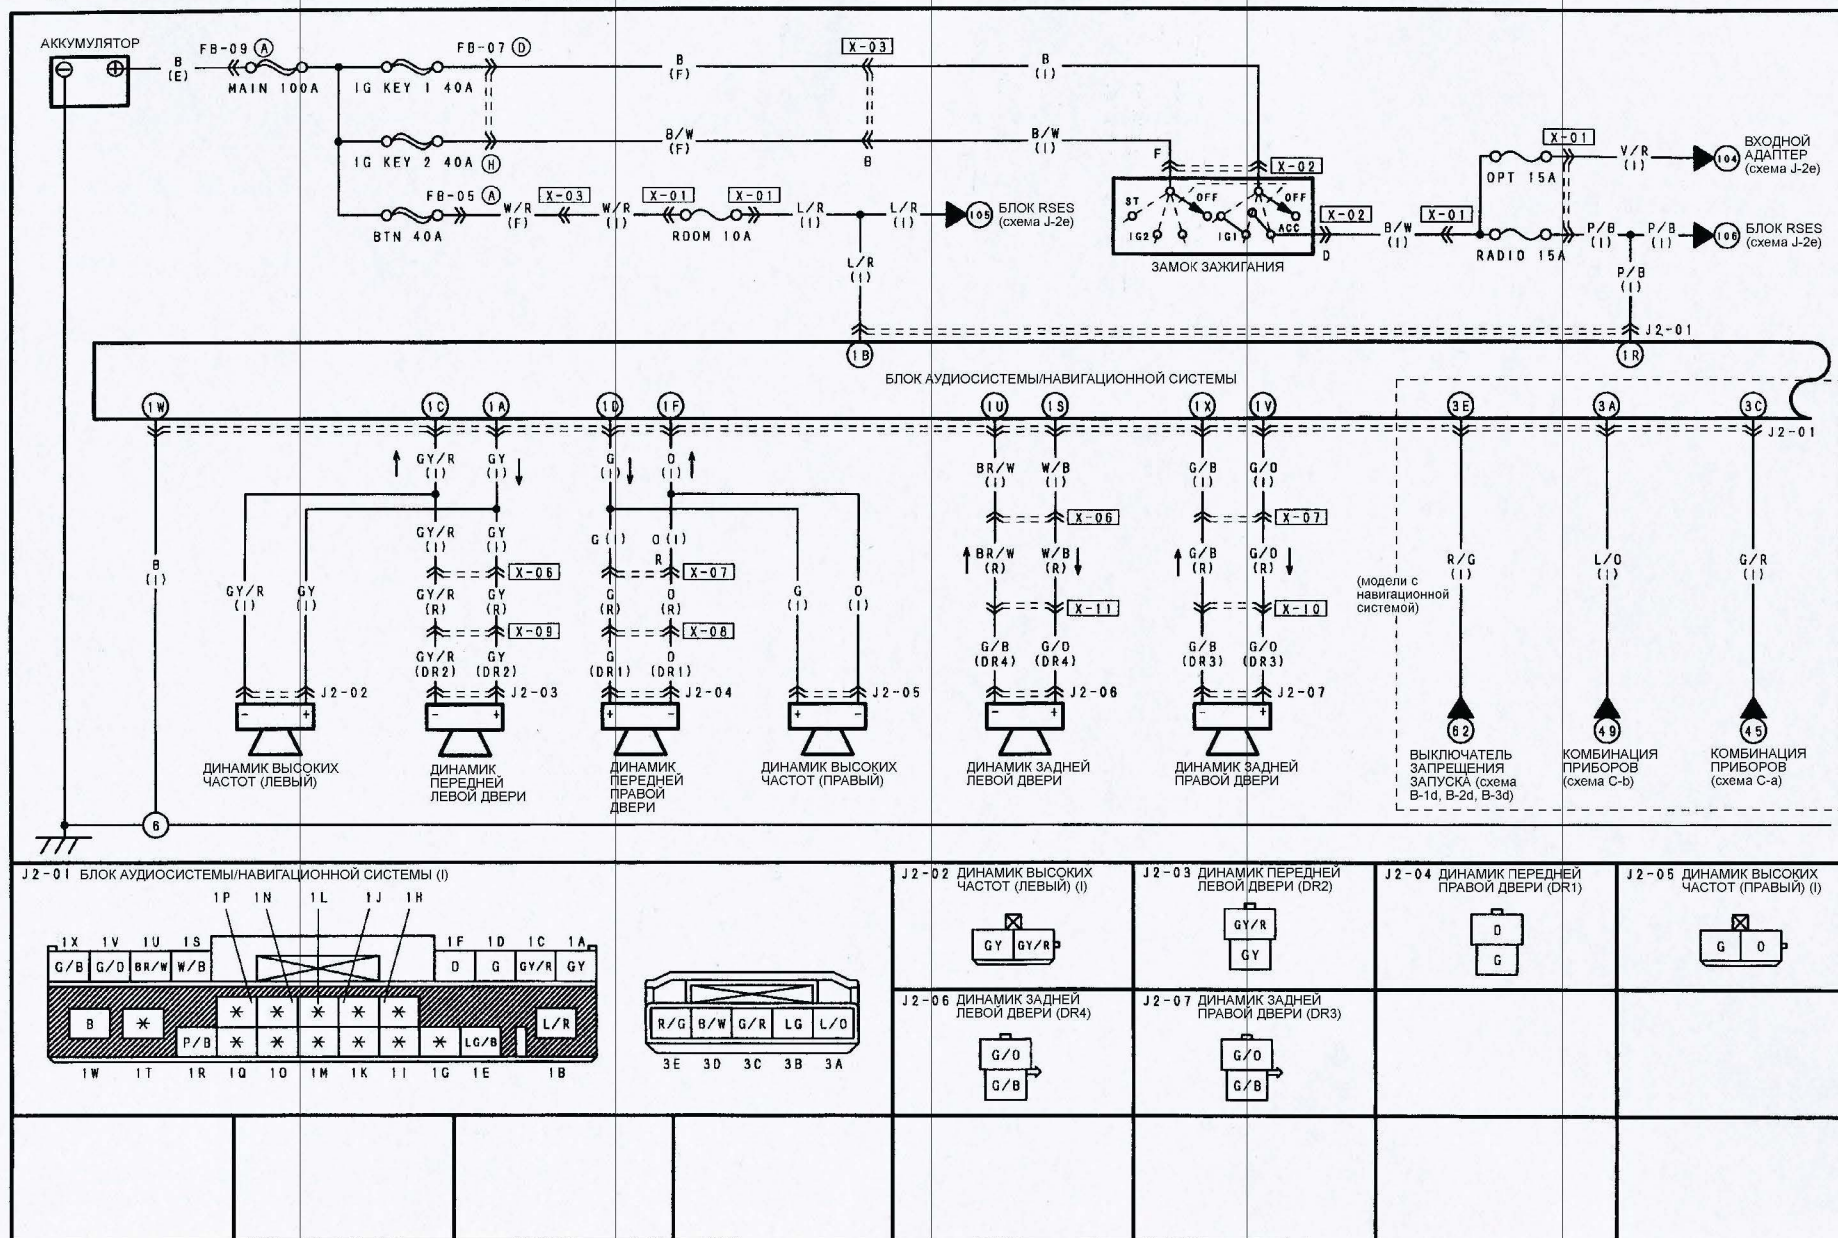 АККУМУЛЯТОР
B
(E)
FB-09 (A)
MAIN 100A
FB-07 (D)
IG KEY 1 40A
B
(F)
X-03
B
(I)
IG KEY 2 40A (H)
B/W
(F)
B
B/W
(I)
FB-05 (A)
BTN 40A
W/R
(F)
X-03
W/R
(I)
X-01
ROOM 10A
X-01
L/R
(I)
L/R
(I)
105
БЛОК RSES
(схема J-2e)
L/R
(I)
F
X-02
ST
OFF
OFF
IG2
IG1
ACC
ЗАМОК ЗАЖИГАНИЯ
X-02
D
B/W
(I)
X-01
X-01
OPT 15A
V/R
(I)
104
ВХОДНОЙ
АДАПТЕР
(схема J-2e)
RADIO 15A
P/B
(I)
P/B
(I)
106
БЛОК RSES
(схема J-2e)
P/B
(I)
J2-01
1B
1R
БЛОК АУДИОСИСТЕМЫ/НАВИГАЦИОННОЙ СИСТЕМЫ
1W 1C 1A 1D 1F 1U 1S 1X 1V 3E 3A 3C
J2-01
GY/R GY G O BR/W W/B G/B G/O
(I) (I) (I) (I) (I) (I) (I) (I)
X-06 X-07
GY/R GY G(I) O(I)
(I) (I)
R
B
(I)
BR/W W/B G/B G/O
(R) (R) (R) (R)
R/G L/O G/R
(I) (I) (I)
X-06 X-07
GY/R GY
(I) (I)
GY/R GY G O
(R) (R) (R) (R)
G O
(I) (I)
(модели с
навигационной
системой)
X-09 X-08 X-11 X-10
GY/R GY G O G/B G/O G/B G/O
(DR2) (DR2) (DR1) (DR1) (DR4) (DR4) (DR3) (DR3)
J2-02 J2-03 J2-04 J2-05 J2-06 J2-07
- + - + + - + - - + - +
62 49 45
ДИНАМИК ВЫСОКИХ
ЧАСТОТ (ЛЕВЫЙ)
ДИНАМИК
ПЕРЕДНЕЙ
ЛЕВОЙ ДВЕРИ
ДИНАМИК
ПЕРЕДНЕЙ
ПРАВОЙ
ДВЕРИ
ДИНАМИК ВЫСОКИХ
ЧАСТОТ (ПРАВЫЙ)
ДИНАМИК ЗАДНЕЙ
ЛЕВОЙ ДВЕРИ
ДИНАМИК ЗАДНЕЙ
ПРАВОЙ ДВЕРИ
ВЫКЛЮЧАТЕЛЬ
ЗАПРЕЩЕНИЯ
ЗАПУСКА (схема
B-1d, B-2d, B-3d)
КОМБИНАЦИЯ
ПРИБОРОВ
(схема C-b)
КОМБИНАЦИЯ
ПРИБОРОВ
(схема C-a)
6
J2-01 БЛОК АУДИОСИСТЕМЫ/НАВИГАЦИОННОЙ СИСТЕМЫ (I)
1P 1N 1L 1J 1H
1X 1V 1U 1S 1F 1D 1C 1A
G/B G/O BR/W W/B O G GY/R GY
* * * * *
B * L/R
P/B * * * * * * LG/B
1W 1T 1R 1Q 1O 1M 1K 1I 1G 1E 1B
R/G B/W G/R LG L/O
3E 3D 3C 3B 3A
J2-02 ДИНАМИК ВЫСОКИХ
ЧАСТОТ (ЛЕВЫЙ) (I)
GY GY/R
J2-03 ДИНАМИК ПЕРЕДНЕЙ
ЛЕВОЙ ДВЕРИ (DR2)
GY/R
GY
J2-04 ДИНАМИК ПЕРЕДНЕЙ
ПРАВОЙ ДВЕРИ (DR1)
O
G
J2-05 ДИНАМИК ВЫСОКИХ
ЧАСТОТ (ПРАВЫЙ) (I)
G O
J2-06 ДИНАМИК ЗАДНЕЙ
ЛЕВОЙ ДВЕРИ (DR4)
G/O
G/B
J2-07 ДИНАМИК ЗАДНЕЙ
ПРАВОЙ ДВЕРИ (DR3)
G/O
G/B